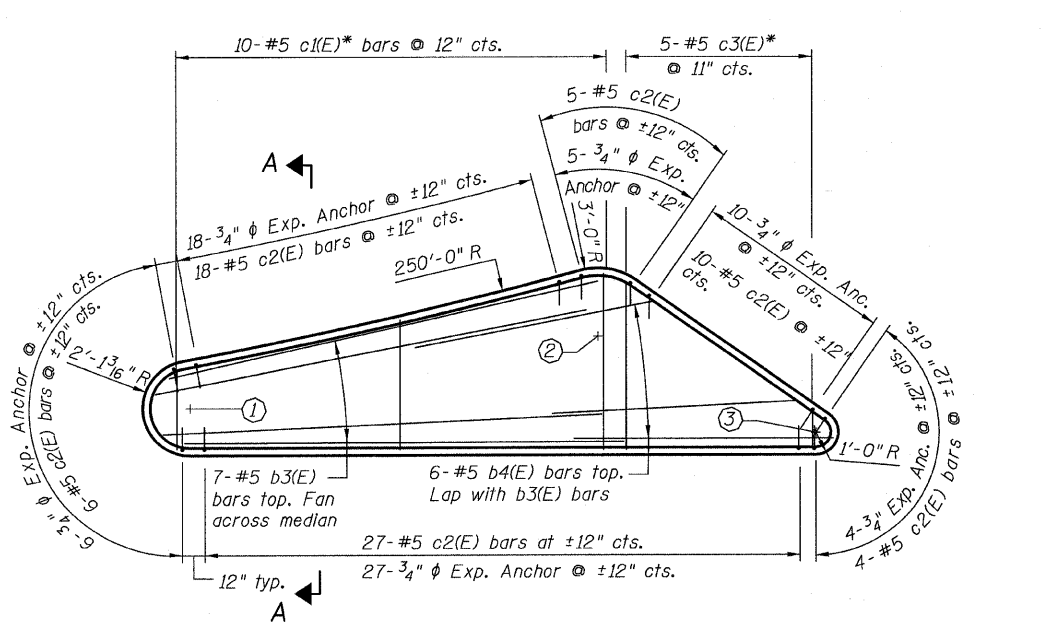 10-#5 c1(E)* bars @ 12" cts.
5-#5 c3(E)*
@ 11" cts.
5-#5 c2(E)
bars @ ±12" cts.
5-3/4" ϕ Exp.
Anchor @ ±12"
3'-0" R
A
18-3/4" ϕ Exp. Anchor @ ±12" cts.
18-#5 c2(E) bars @ ±12" cts.
250'-0" R
10-3/4" ϕ Exp. Anc.
@ ±12" cts.
10-#5 c2(E) @ ±12"
cts.
6-3/4" ϕ Exp. Anchor @ ±12" cts.
6-#5 c2(E) bars @ ±12" cts.
2'-1 3/16" R
1
2
3
1'-0" R
4-3/4" Exp. Anc. @ ±12" cts.
4-#5 c2(E) bars @ ±12" cts.
7-#5 b3(E)
bars top. Fan
across median
6-#5 b4(E) bars top.
Lap with b3(E) bars
27-#5 c2(E) bars at ±12" cts.
27-3/4" ϕ Exp. Anchor @ ±12" cts.
12" typ.
A